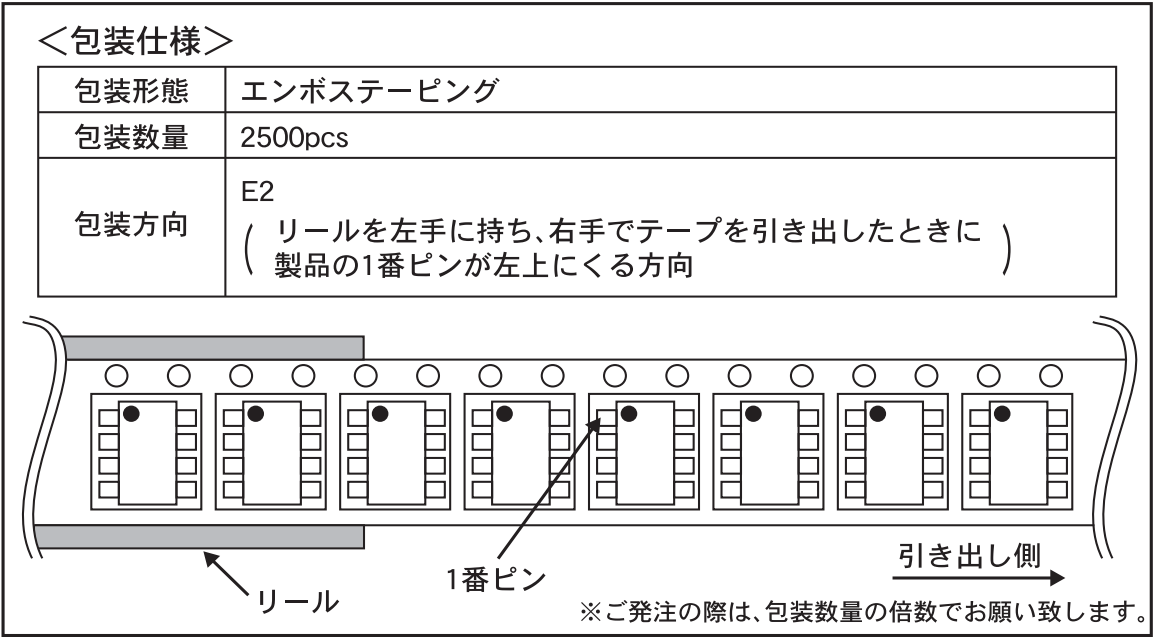 ＜包装仕様＞
包装形態 エンボステーピング
包装数量 2500pcs
包装方向 E2
( リールを左手に持ち、右手でテープを引き出したときに
製品の1番ピンが左上にくる方向 )
引き出し側
1番ピン
リール
※ご発注の際は、包装数量の倍数でお願い致します。